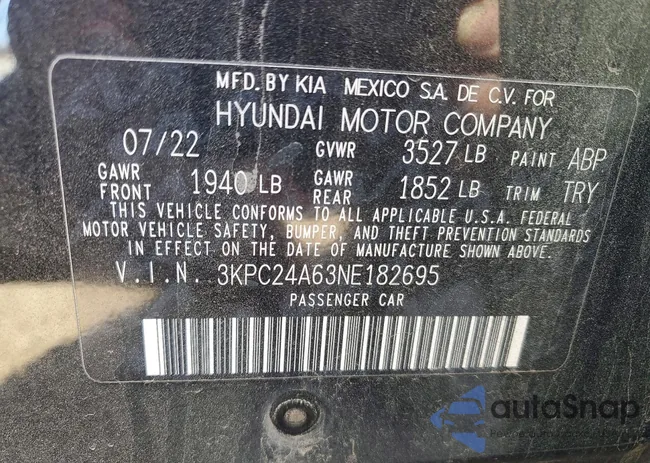 MFD. BY KIA MEXICO S.A. DE C.V. FOR
HYUNDAI MOTOR COMPANY
07/22 GVWR 3527 LB PAINT ABP
GAWR FRONT 1940 LB GAWR REAR 1852 LB TRIM TRY
THIS VEHICLE CONFORMS TO ALL APPLICABLE U.S.A. FEDERAL
MOTOR VEHICLE SAFETY, BUMPER, AND THEFT PREVENTION STANDARDS
IN EFFECT ON THE DATE OF MANUFACTURE SHOWN ABOVE.
V.I.N. 3KPC24A63NE182695
PASSENGER CAR
autoSnap